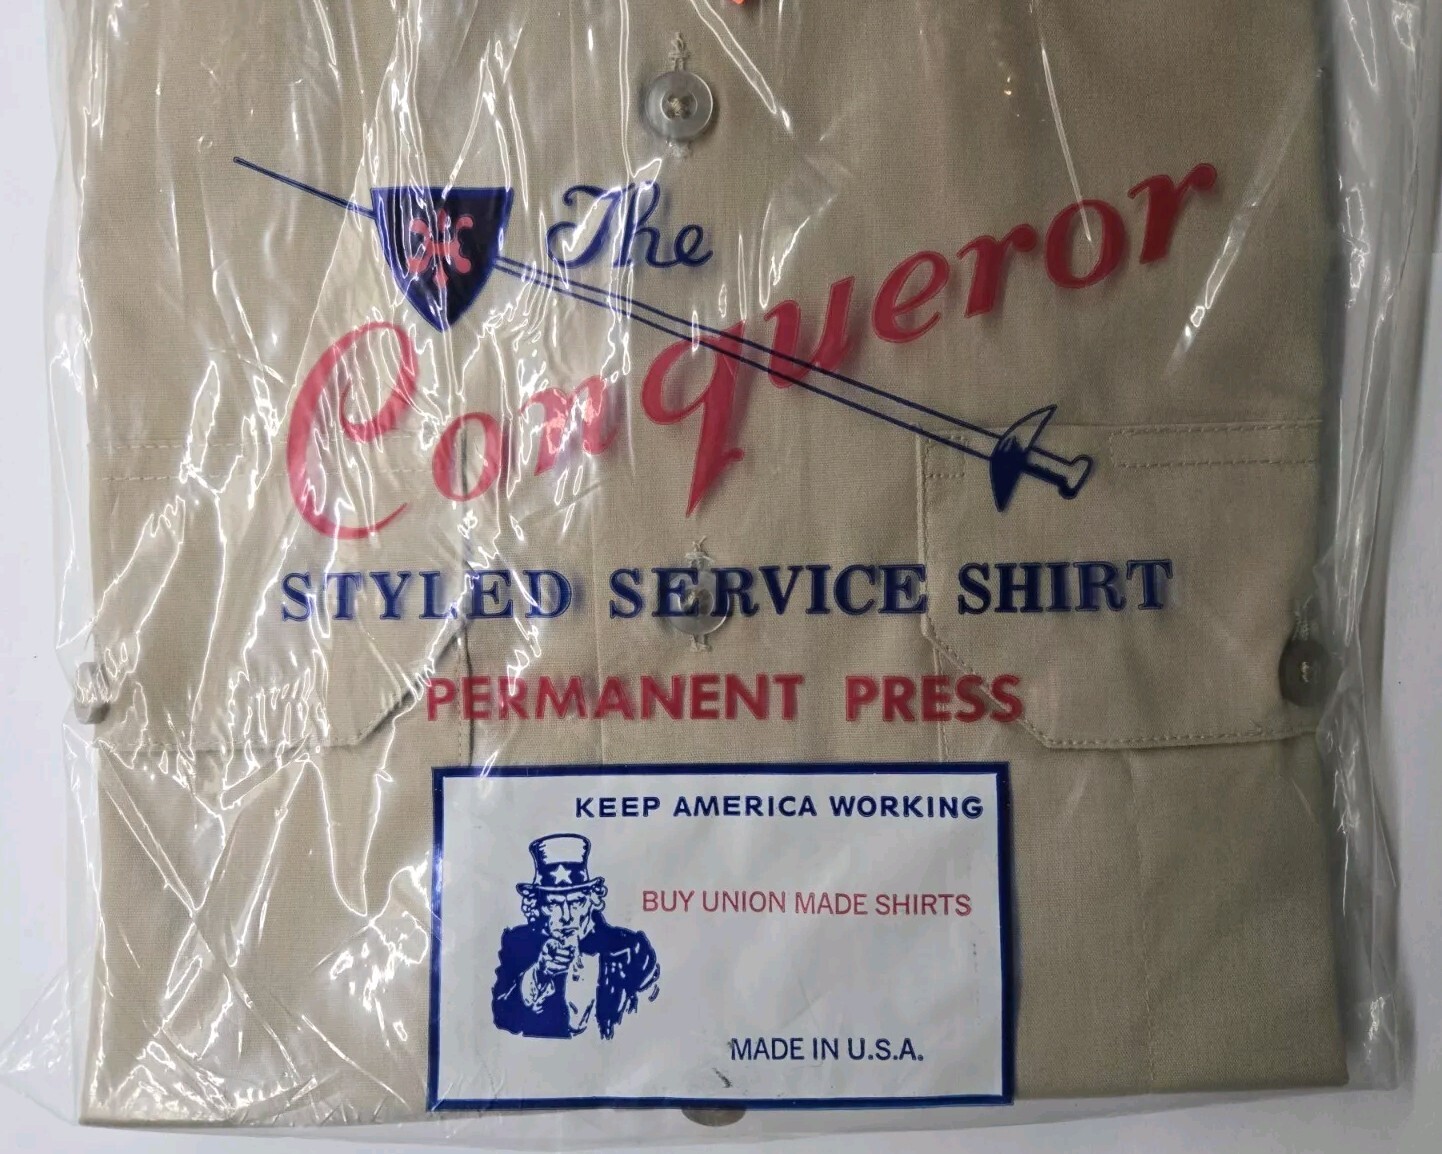 The
Conqueror
STYLED SERVICE SHIRT
PERMANENT PRESS
KEEP AMERICA WORKING
BUY UNION MADE SHIRTS
MADE IN U.S.A.